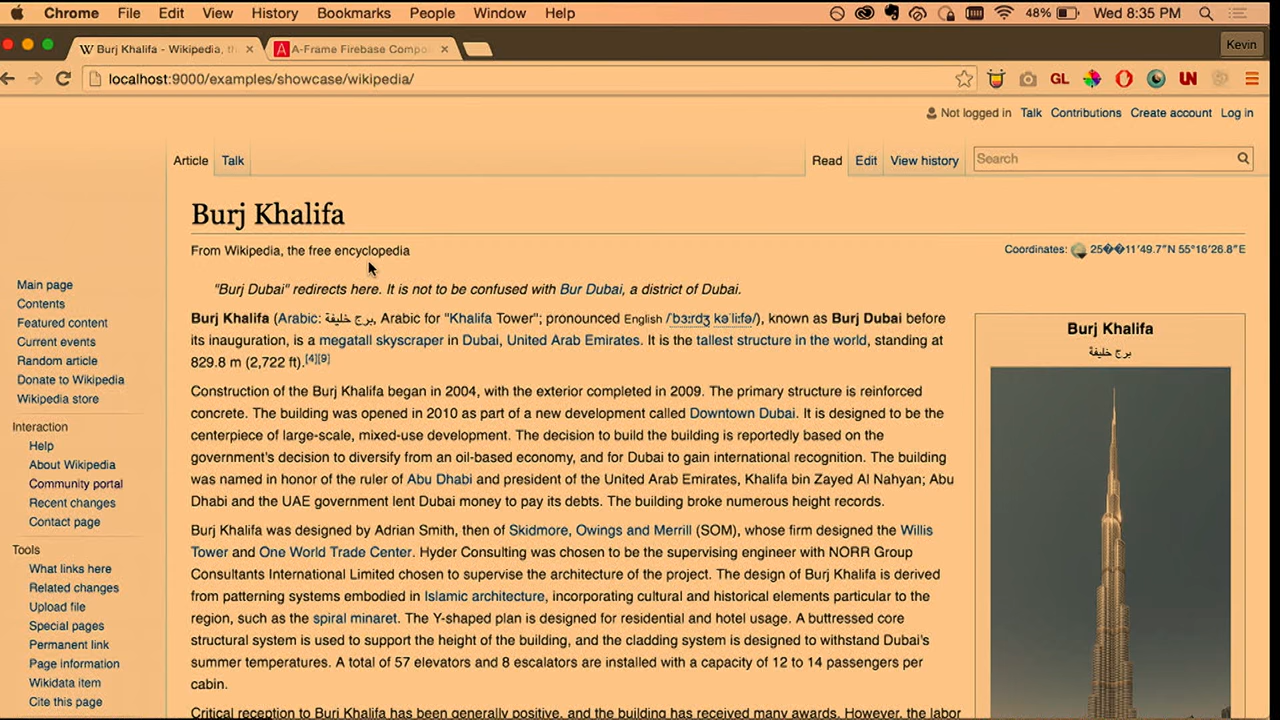 Chrome File Edit View History Bookmarks People Window Help 48% Wed 8:35 PM
Burj Khalifa - Wikipedia, th
A-Frame Firebase Compo
Kevin
localhost:9000/examples/showcase/wikipedia/
GL
UN
Not logged in Talk Contributions Create account Log in
Article Talk
Read Edit View history
Search
Burj Khalifa
From Wikipedia, the free encyclopedia
Coordinates: 25��11′49.7″N 55°16′26.8″E
"Burj Dubai" redirects here. It is not to be confused with Bur Dubai, a district of Dubai.
Burj Khalifa (Arabic: برج خليفة, Arabic for "Khalifa Tower"; pronounced English /ˈbɜːrdʒ kəˈliːfə/), known as Burj Dubai before
its inauguration, is a megatall skyscraper in Dubai, United Arab Emirates. It is the tallest structure in the world, standing at
829.8 m (2,722 ft).[4][9]
Construction of the Burj Khalifa began in 2004, with the exterior completed in 2009. The primary structure is reinforced
concrete. The building was opened in 2010 as part of a new development called Downtown Dubai. It is designed to be the
centerpiece of large-scale, mixed-use development. The decision to build the building is reportedly based on the
government's decision to diversify from an oil-based economy, and for Dubai to gain international recognition. The building
was named in honor of the ruler of Abu Dhabi and president of the United Arab Emirates, Khalifa bin Zayed Al Nahyan; Abu
Dhabi and the UAE government lent Dubai money to pay its debts. The building broke numerous height records.
Burj Khalifa was designed by Adrian Smith, then of Skidmore, Owings and Merrill (SOM), whose firm designed the Willis
Tower and One World Trade Center. Hyder Consulting was chosen to be the supervising engineer with NORR Group
Consultants International Limited chosen to supervise the architecture of the project. The design of Burj Khalifa is derived
from patterning systems embodied in Islamic architecture, incorporating cultural and historical elements particular to the
region, such as the spiral minaret. The Y-shaped plan is designed for residential and hotel usage. A buttressed core
structural system is used to support the height of the building, and the cladding system is designed to withstand Dubai's
summer temperatures. A total of 57 elevators and 8 escalators are installed with a capacity of 12 to 14 passengers per
cabin.
Critical reception to Burj Khalifa has been generally positive, and the building has received many awards. However, the labor
Burj Khalifa
برج خليفة
Main page
Contents
Featured content
Current events
Random article
Donate to Wikipedia
Wikipedia store
Interaction
Help
About Wikipedia
Community portal
Recent changes
Contact page
Tools
What links here
Related changes
Upload file
Special pages
Permanent link
Page information
Wikidata item
Cite this page